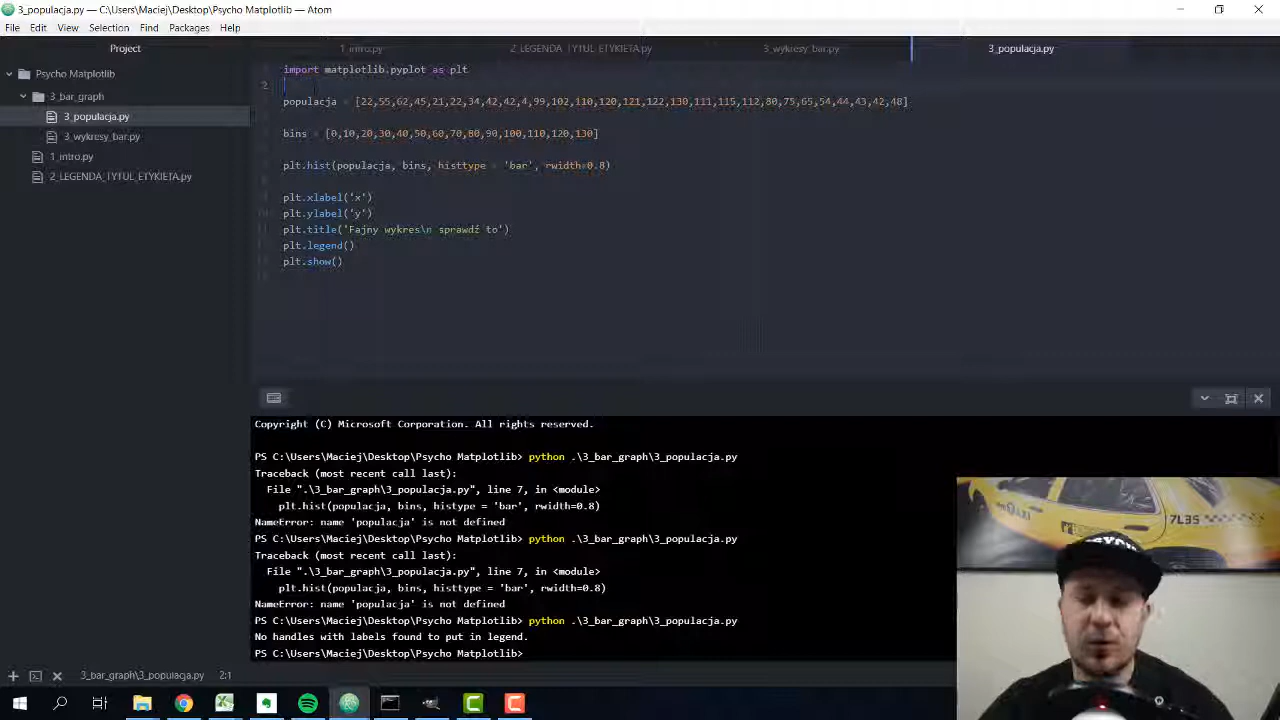 3_populacja.py — C:\Users\Maciej\Desktop\Psycho Matplotlib — Atom
File Edit View Selection Find Packages Help
Project
1_intro.py
2_LEGENDA_TY1UL_ETYKIETA.py
3_wykresy_bar.py
3_populacja.py
Psycho Matplotlib
3_bar_graph
3_populacja.py
3_wykresy_bar.py
1_intro.py
2_LEGENDA_TY1UL_ETYKIETA.py
import matplotlib.pyplot as plt
2
populacja = [22,55,62,45,21,22,34,42,42,4,99,102,110,120,121,122,130,111,115,112,80,75,65,54,44,43,42,48]
bins = [0,10,20,30,40,50,60,70,80,90,100,110,120,130]
plt.hist(populacja, bins, histtype = 'bar', rwidth=0.8)
plt.xlabel('x')
plt.ylabel('y')
plt.title('Fajny wykres\n sprawdź to')
plt.legend()
plt.show()
Copyright (C) Microsoft Corporation. All rights reserved.
PS C:\Users\Maciej\Desktop\Psycho Matplotlib> python .\3_bar_graph\3_populacja.py
Traceback (most recent call last):
File ".\3_bar_graph\3_populacja.py", line 7, in <module>
plt.hist(populacja, bins, histype = 'bar', rwidth=0.8)
NameError: name 'populacja' is not defined
PS C:\Users\Maciej\Desktop\Psycho Matplotlib> python .\3_bar_graph\3_populacja.py
Traceback (most recent call last):
File ".\3_bar_graph\3_populacja.py", line 7, in <module>
plt.hist(populacja, bins, histtype = 'bar', rwidth=0.8)
NameError: name 'populacja' is not defined
PS C:\Users\Maciej\Desktop\Psycho Matplotlib> python .\3_bar_graph\3_populacja.py
No handles with labels found to put in legend.
PS C:\Users\Maciej\Desktop\Psycho Matplotlib>
7L35
3_bar_graph\3_populacja.py 2:1